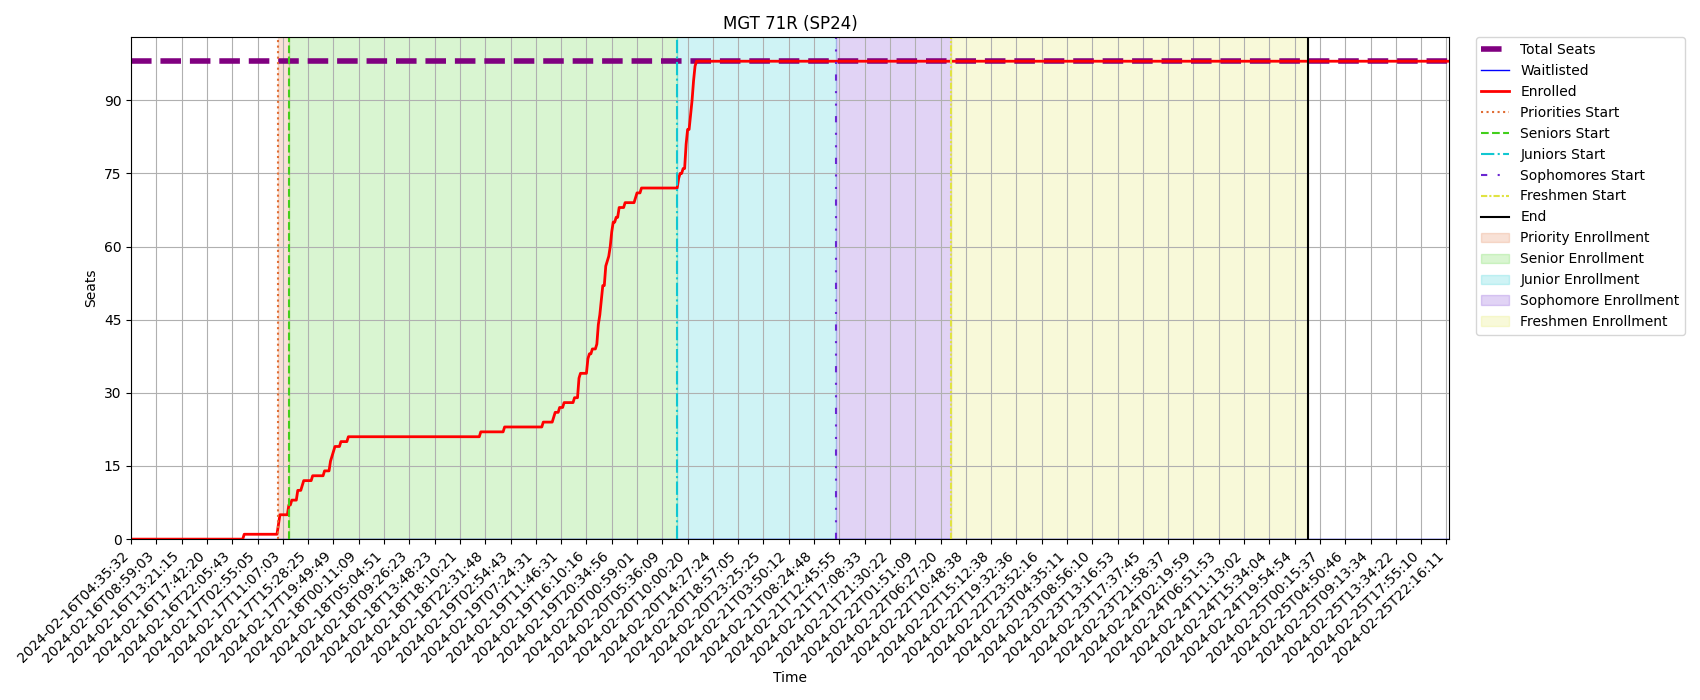 MGT 71R (SP24)
Seats
90
75
60
45
30
15
0
2024-02-16T04:35:32
2024-02-16T08:59:03
2024-02-16T13:21:15
2024-02-16T17:42:20
2024-02-16T22:05:43
2024-02-17T02:55:05
2024-02-17T11:07:03
2024-02-17T15:28:25
2024-02-17T19:49:49
2024-02-18T00:11:09
2024-02-18T05:04:51
2024-02-18T09:26:23
2024-02-18T13:48:23
2024-02-18T18:10:21
2024-02-18T22:31:48
2024-02-19T02:54:43
2024-02-19T07:24:31
2024-02-19T11:46:31
2024-02-19T16:10:16
2024-02-19T20:34:56
2024-02-20T00:59:01
2024-02-20T05:36:09
2024-02-20T10:00:20
2024-02-20T14:27:24
2024-02-20T18:57:05
2024-02-20T23:25:25
2024-02-21T03:50:12
2024-02-21T08:24:48
2024-02-21T12:45:55
2024-02-21T17:08:33
2024-02-21T21:30:22
2024-02-22T01:51:09
2024-02-22T06:27:20
2024-02-22T10:48:38
2024-02-22T15:12:38
2024-02-22T19:32:36
2024-02-22T23:52:16
2024-02-23T04:35:11
2024-02-23T08:56:10
2024-02-23T13:16:53
2024-02-23T17:37:45
2024-02-23T21:58:37
2024-02-24T02:19:59
2024-02-24T06:51:53
2024-02-24T11:13:02
2024-02-24T15:34:04
2024-02-24T19:54:54
2024-02-25T00:15:37
2024-02-25T04:50:46
2024-02-25T09:13:34
2024-02-25T13:34:22
2024-02-25T17:55:10
2024-02-25T22:16:11
Time
Total Seats
Waitlisted
Enrolled
Priorities Start
Seniors Start
Juniors Start
Sophomores Start
Freshmen Start
End
Priority Enrollment
Senior Enrollment
Junior Enrollment
Sophomore Enrollment
Freshmen Enrollment